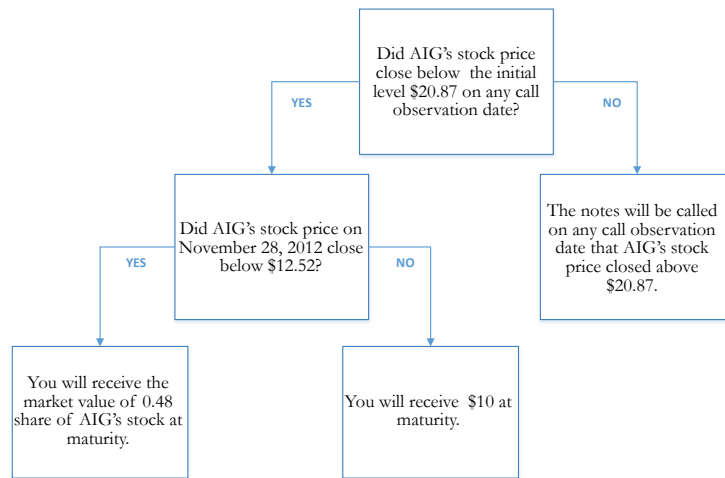 Did AIG's stock price
close below the initial
level $20.87 on any call
observation date?
YES
NO
Did AIG's stock price on
November 28, 2012 close
below $12.52?
The notes will be called
on any call observation
date that AIG's stock
price closed above
$20.87.
YES
NO
You will receive the
market value of 0.48
share of AIG's stock at
maturity.
You will receive $10 at
maturity.